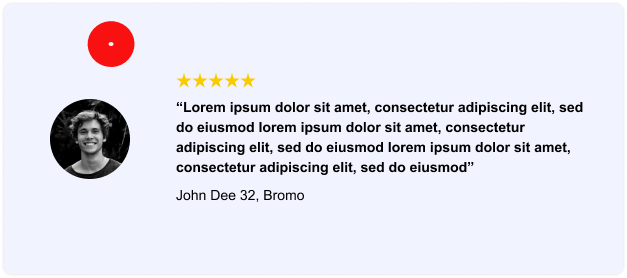 “Lorem ipsum dolor sit amet, consectetur adipiscing elit, sed
do eiusmod lorem ipsum dolor sit amet, consectetur
adipiscing elit, sed do eiusmod lorem ipsum dolor sit amet,
consectetur adipiscing elit, sed do eiusmod”
John Dee 32, Bromo